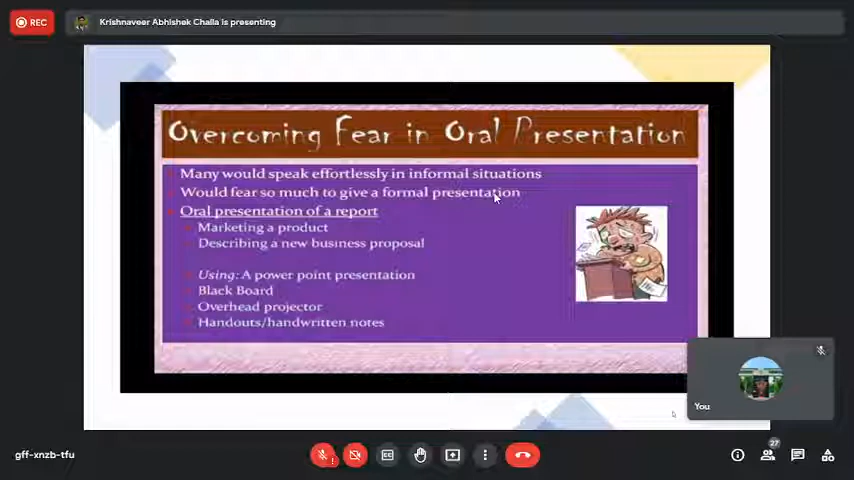 REC
Krishnaveer Abhishek Challa is presenting
Overcoming Fear in Oral Presentation
Many would speak effortlessly in informal situations
Would fear so much to give a formal presentation
Oral presentation of a report
Marketing a product
Describing a new business proposal
Using: A power point presentation
Black Board
Overhead projector
Handouts/handwritten notes
You
gff-xnzb-tfu
CC
27